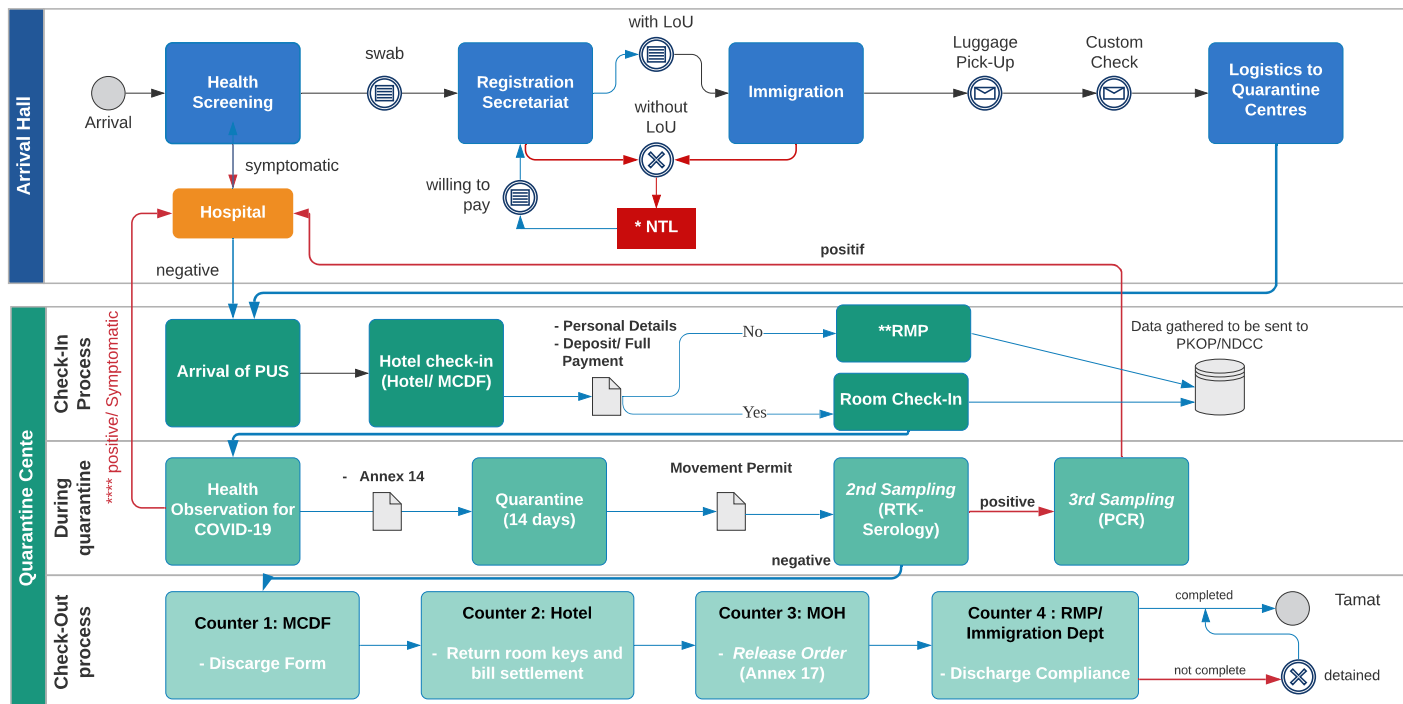 Arrival Hall
Arrival
Health
Screening
swab
Registration
Secretariat
with LoU
without
LoU
Immigration
Luggage
Pick-Up
Custom
Check
Logistics to
Quarantine
Centres
symptomatic
Hospital
willing to
pay
* NTL
negative
positif
Quarantine Cente
Check-In
Process
**** positive/ Symptomatic
Arrival of PUS
Hotel check-in
(Hotel/ MCDF)
- Personal Details
- Deposit/ Full
Payment
No
Yes
**RMP
Room Check-In
Data gathered to be sent to
PKOP/NDCC
During
quarantine
Health
Observation for
COVID-19
- Annex 14
Quarantine
(14 days)
Movement Permit
2nd Sampling
(RTK-
Serology)
positive
3rd Sampling
(PCR)
negative
Check-Out
process
Counter 1: MCDF
- Discarge Form
Counter 2: Hotel
- Return room keys and
bill settlement
Counter 3: MOH
- Release Order
(Annex 17)
Counter 4 : RMP/
Immigration Dept
- Discharge Compliance
completed
Tamat
not complete
detained